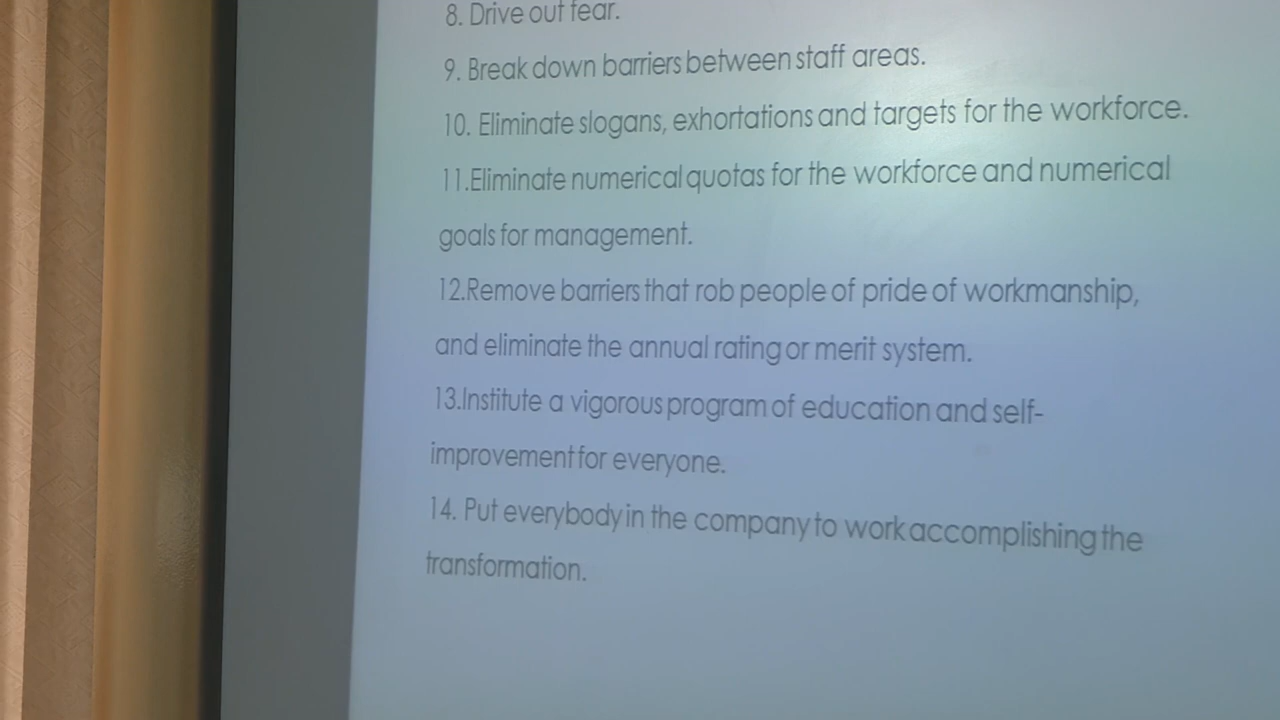 8. Drive out fear.
9. Break down barriers between staff areas.
10. Eliminate slogans, exhortations and targets for the workforce.
11.Eliminate numerical quotas for the workforce and numerical
goals for management.
12.Remove barriers that rob people of pride of workmanship,
and eliminate the annual rating or merit system.
13.Institute a vigorous program of education and self-
improvement for everyone.
14. Put everybody in the company to work accomplishing the
transformation.